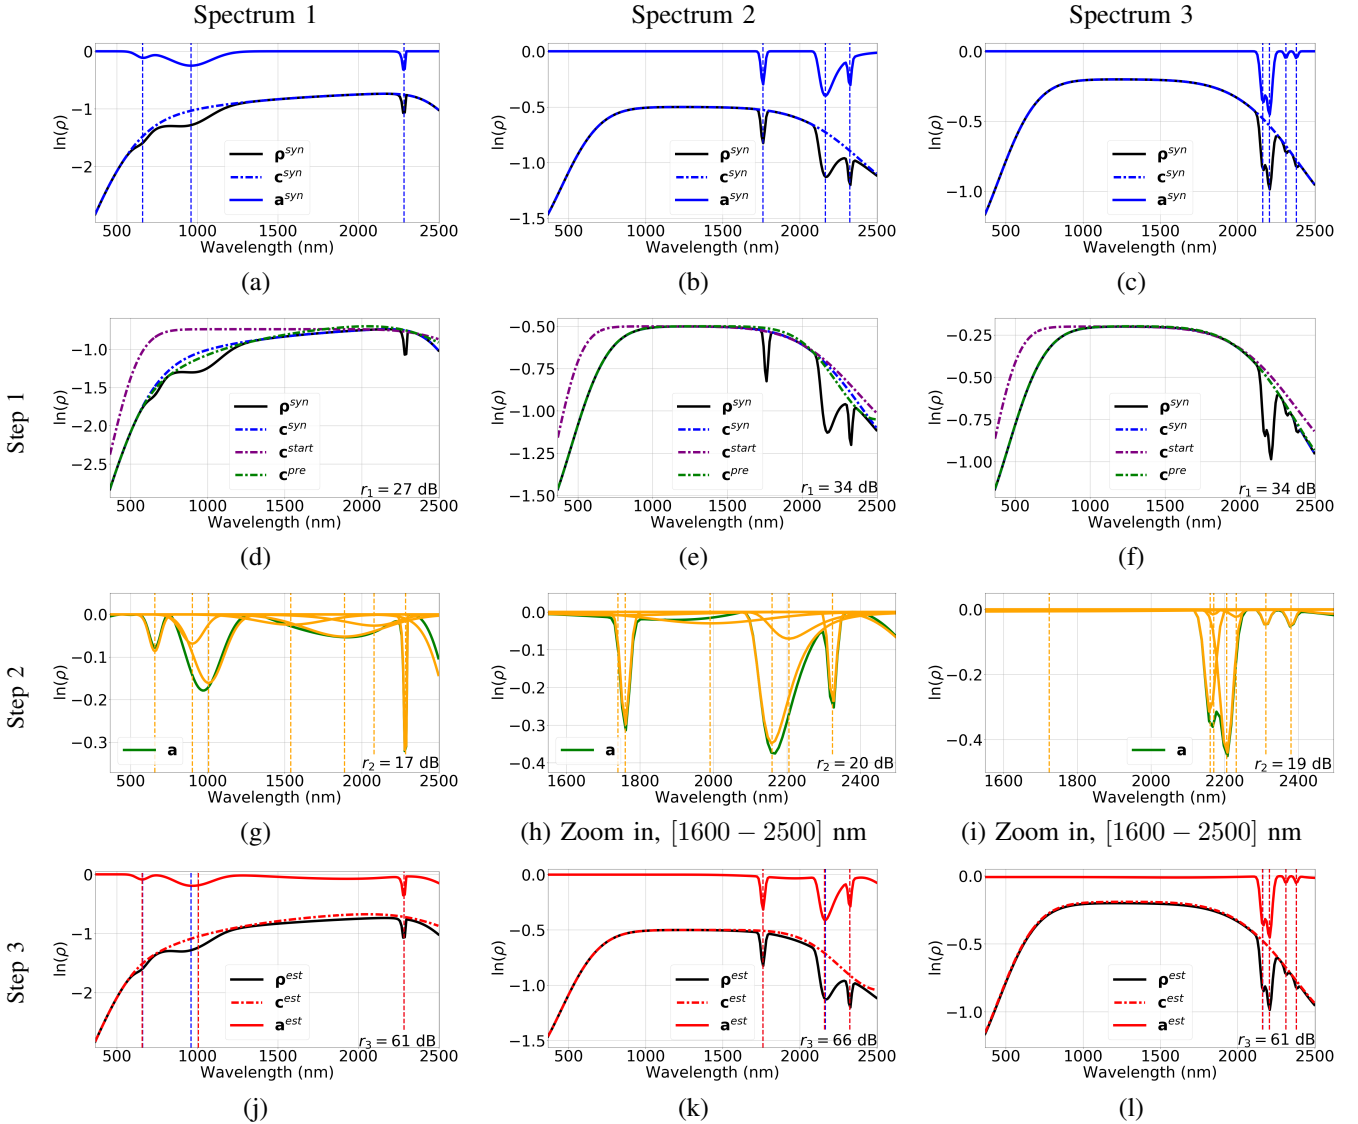 Spectrum 1
Spectrum 2
Spectrum 3
ln(ρ)
0
−1
−2
ρ^syn
c^syn
a^syn
500 1000 1500 2000 2500
Wavelength (nm)
(a)
ln(ρ)
0.0
−0.5
−1.0
−1.5
ρ^syn
c^syn
a^syn
500 1000 1500 2000 2500
Wavelength (nm)
(b)
ln(ρ)
0.0
−0.5
−1.0
ρ^syn
c^syn
a^syn
500 1000 1500 2000 2500
Wavelength (nm)
(c)
Step 1
ln(ρ)
−1.0
−1.5
−2.0
−2.5
ρ^syn
c^syn
c^start
c^pre
r₁ = 27 dB
500 1000 1500 2000 2500
Wavelength (nm)
(d)
ln(ρ)
−0.50
−0.75
−1.00
−1.25
−1.50
ρ^syn
c^syn
c^start
c^pre
r₁ = 34 dB
500 1000 1500 2000 2500
Wavelength (nm)
(e)
ln(ρ)
−0.25
−0.50
−0.75
−1.00
ρ^syn
c^syn
c^start
c^pre
r₁ = 34 dB
500 1000 1500 2000 2500
Wavelength (nm)
(f)
Step 2
ln(ρ)
0.0
−0.1
−0.2
−0.3
a
r₂ = 17 dB
500 1000 1500 2000 2500
Wavelength (nm)
(g)
ln(ρ)
0.0
−0.1
−0.2
−0.3
−0.4
a
r₂ = 20 dB
1600 1800 2000 2200 2400
Wavelength (nm)
(h) Zoom in, [1600 − 2500] nm
ln(ρ)
0.0
−0.2
−0.4
a
r₂ = 19 dB
1600 1800 2000 2200 2400
Wavelength (nm)
(i) Zoom in, [1600 − 2500] nm
Step 3
ln(ρ)
0
−1
−2
ρ^est
c^est
a^est
r₃ = 61 dB
500 1000 1500 2000 2500
Wavelength (nm)
(j)
ln(ρ)
0.0
−0.5
−1.0
−1.5
ρ^est
c^est
a^est
r₃ = 66 dB
500 1000 1500 2000 2500
Wavelength (nm)
(k)
ln(ρ)
0.0
−0.5
−1.0
ρ^est
c^est
a^est
r₃ = 61 dB
500 1000 1500 2000 2500
Wavelength (nm)
(l)